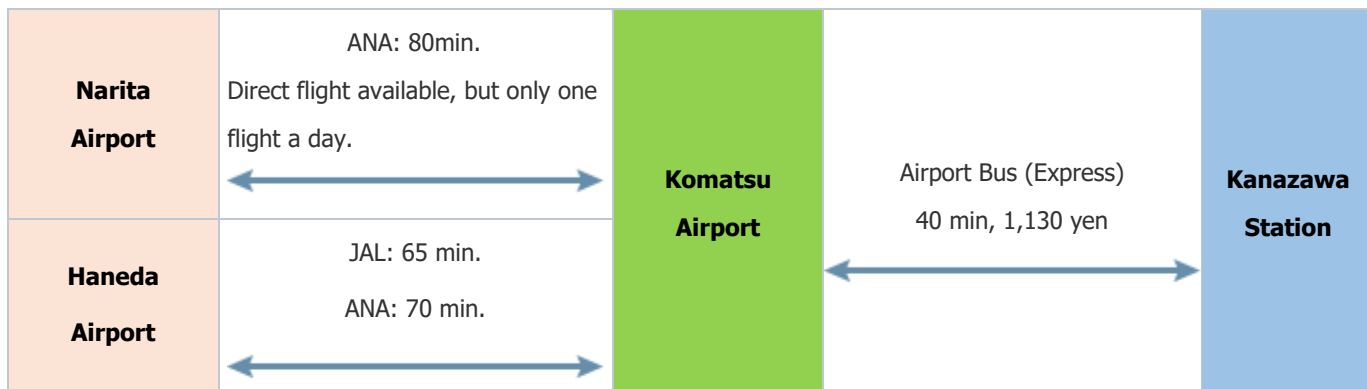 Narita
Airport
ANA: 80min.
Direct flight available, but only one
flight a day.
Haneda
Airport
JAL: 65 min.
ANA: 70 min.
Komatsu
Airport
Airport Bus (Express)
40 min, 1,130 yen
Kanazawa
Station